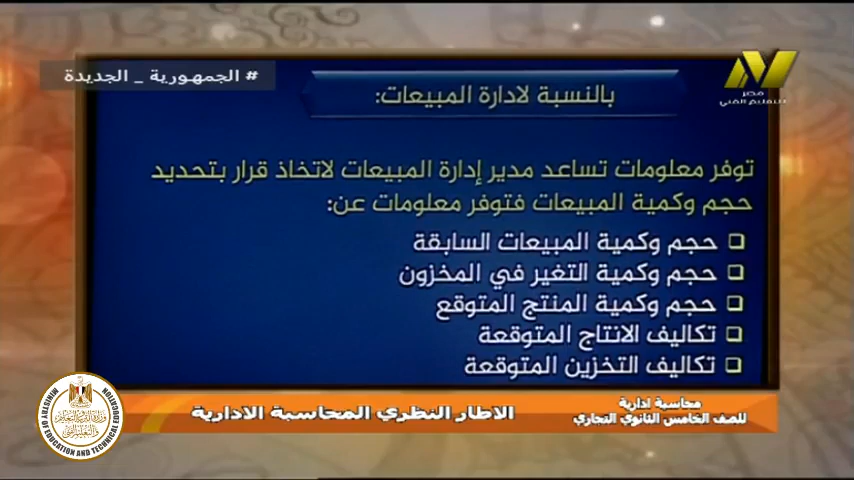 # الجمهورية _ الجديدة
مصر
للتعليم الفني
بالنسبة لادارة المبيعات:
توفر معلومات تساعد مدير إدارة المبيعات لاتخاذ قرار بتحديد
حجم وكمية المبيعات فتوفر معلومات عن:
❑ حجم وكمية المبيعات السابقة
❑ حجم وكمية التغير في المخزون
❑ حجم وكمية المنتج المتوقع
❑ تكاليف الانتاج المتوقعة
❑ تكاليف التخزين المتوقعة
محاسبة ادارية
للصف الخامس الثانوي التجاري
الاطار النظري المحاسبة الادارية
MINISTRY OF EDUCATION AND TECHNICAL EDUCATION